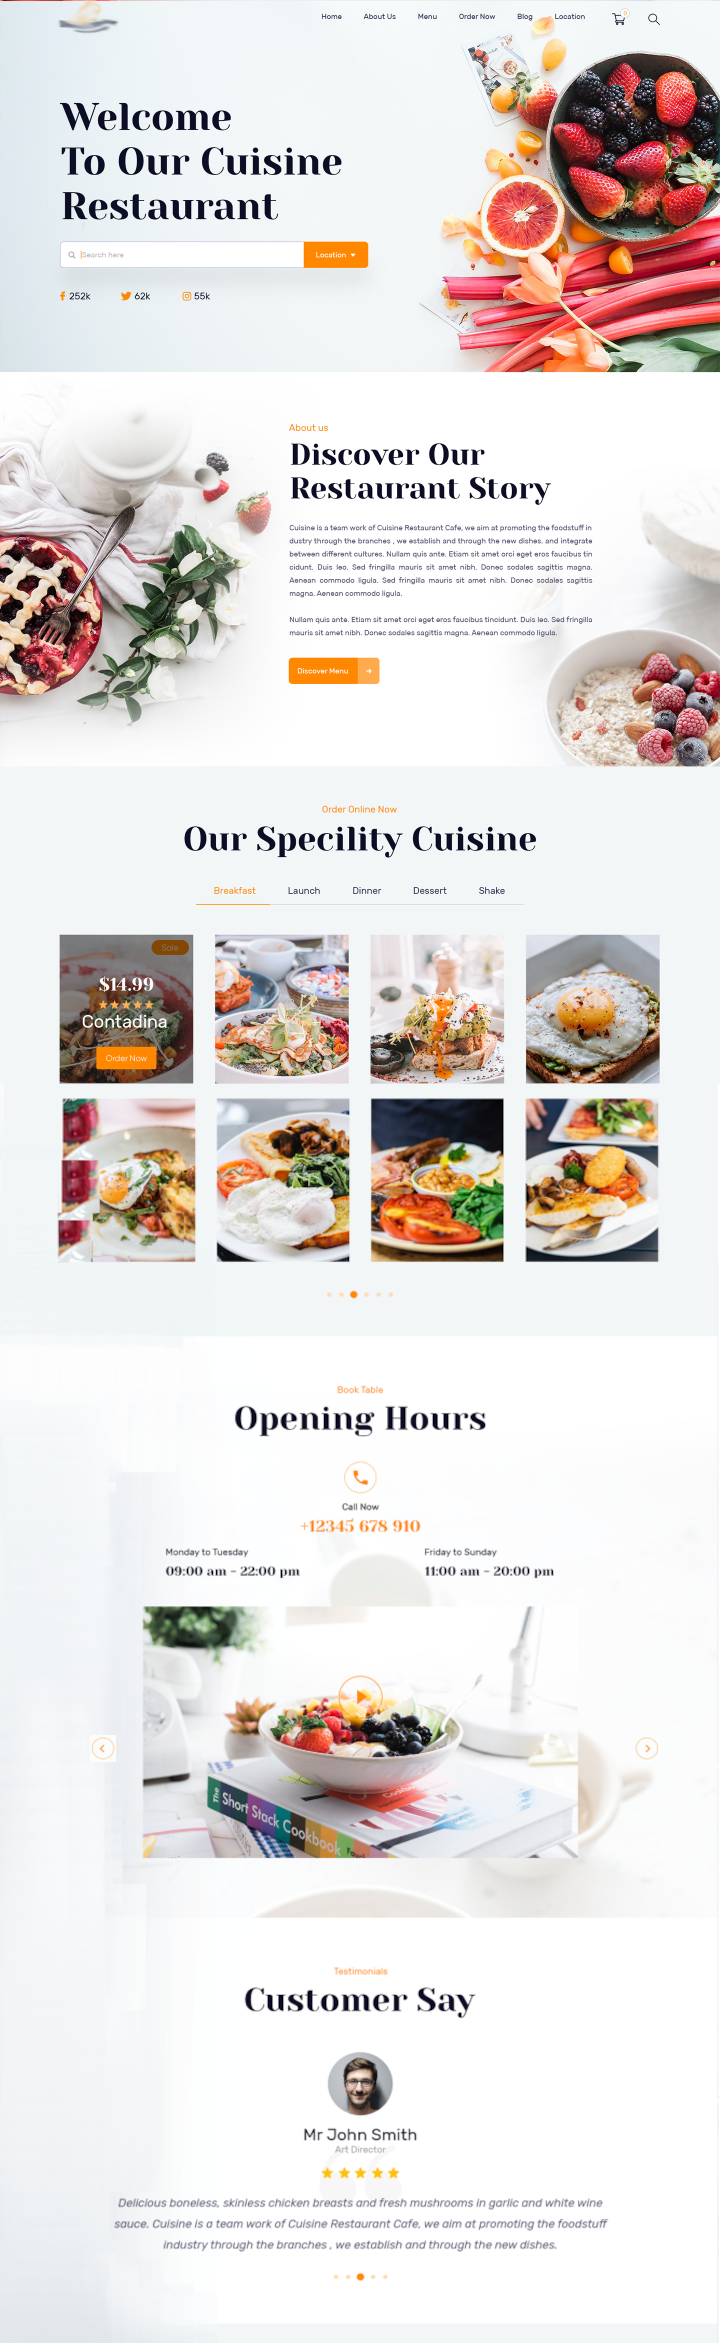 Home About Us Menu Order Now Blog Location
0
Welcome
To Our Cuisine
Restaurant
Search here Location
252k 62k 55k
About us
Discover Our
Restaurant Story
Cuisine is a team work of Cuisine Restaurant Cafe, we aim at promoting the foodstuff in
dustry through the branches , we establish and through the new dishes. and integrate
between different cultures. Nullam quis ante. Etiam sit amet orci eget eros faucibus tin
cidunt. Duis leo. Sed fringilla mauris sit amet nibh. Donec sodales sagittis magna.
Aenean commodo ligula. Sed fringilla mauris sit amet nibh. Donec sodales sagittis
magna. Aenean commodo ligula.
Nullam quis ante. Etiam sit amet orci eget eros faucibus tincidunt. Duis leo. Sed fringilla
mauris sit amet nibh. Donec sodales sagittis magna. Aenean commodo ligula.
Discover Menu
Order Online Now
Our Specility Cuisine
Breakfast Launch Dinner Dessert Shake
Sale
$14.99
Contadina
Order Now
Book Table
Opening Hours
Call Now
+12345 678 910
Monday to Tuesday Friday to Sunday
09:00 am - 22:00 pm 11:00 am - 20:00 pm
The Short Stack Cookbook
Testimonials
Customer Say
Mr John Smith
Art Director
Delicious boneless, skinless chicken breasts and fresh mushrooms in garlic and white wine
sauce. Cuisine is a team work of Cuisine Restaurant Cafe, we aim at promoting the foodstuff
industry through the branches , we establish and through the new dishes.